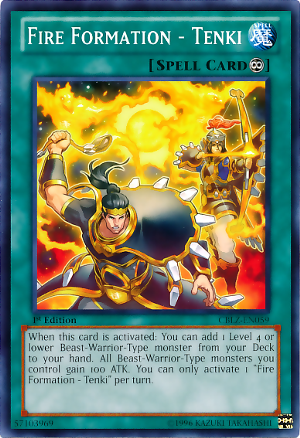 Fire Formation - Tenki
SPELL
魔
[Spell Card]
1st Edition
CBLZ-EN059
When this card is activated: You can add 1 Level 4 or
lower Beast-Warrior-Type monster from your Deck
to your hand. All Beast-Warrior-Type monsters you
control gain 100 ATK. You can only activate 1 "Fire
Formation - Tenki" per turn.
57103969
©1996 KAZUKI TAKAHASHI